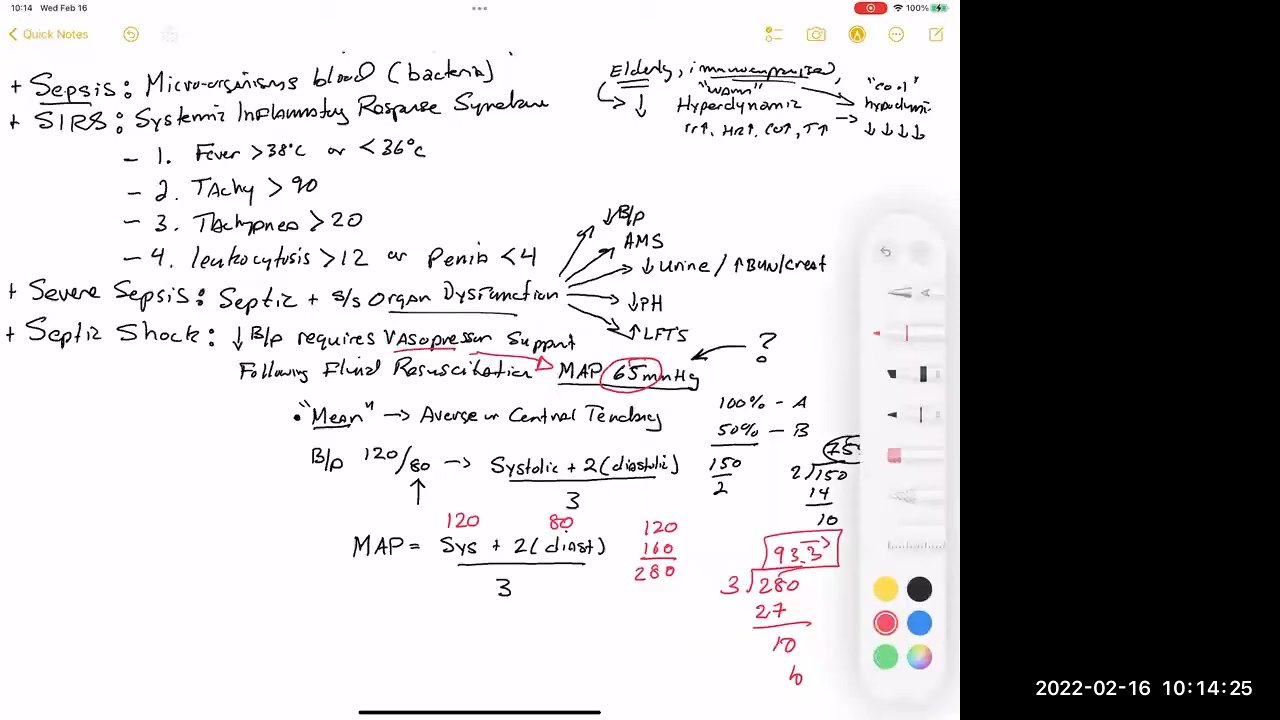 10:14 Wed Feb 16
100%
Quick Notes
+ Sepsis: Micro-organisms blood (bacteria)
+ SIRS: Systemic Inflammatory Response Syndrome
- 1. Fever >38°C or <36°C
- 2. TAchy > 90
- 3. TAchypnea > 20
- 4. leukocytosis >12 or penia <4
+ Severe Sepsis: Septic + s/s Organ Dysfunction
↓B/p
AMS
↓ Urine / ↑BUN/Creat
↓PH
↑LFTS
+ Septic Shock: ↓ B/p requires Vasopressor Support
Following Fluid Resuscitation MAP 65mmHg
?
Elderly, immunocompromised,
↓
"warm"
Hyperdynamic
HR↑, CO↑, T↑
"cool"
↓↓↓↓
• "Mean" → Average or Central Tendency
B/p 120/80 → Systolic + 2(diastolic)
3
120 80
MAP = Sys + 2(diast)
3
100% - A
50% - B
150
2
2)150
14
10
120
160
280
93.3
3)280
27
10
2022-02-16 10:14:25